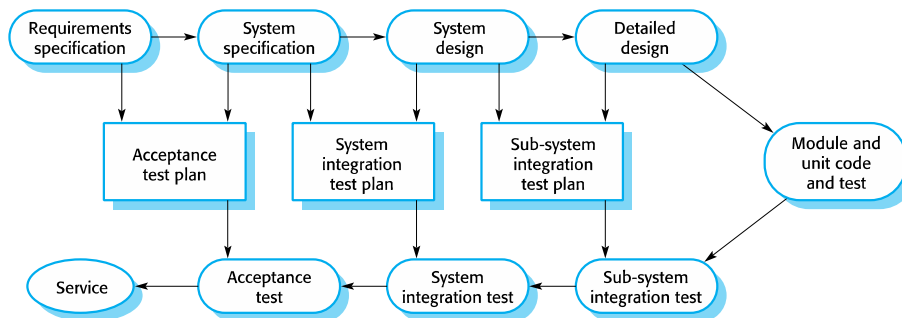 Requirements
specification
System
specification
System
design
Detailed
design
Acceptance
test plan
System
integration
test plan
Sub-system
integration
test plan
Module and
unit code
and test
Service
Acceptance
test
System
integration test
Sub-system
integration test